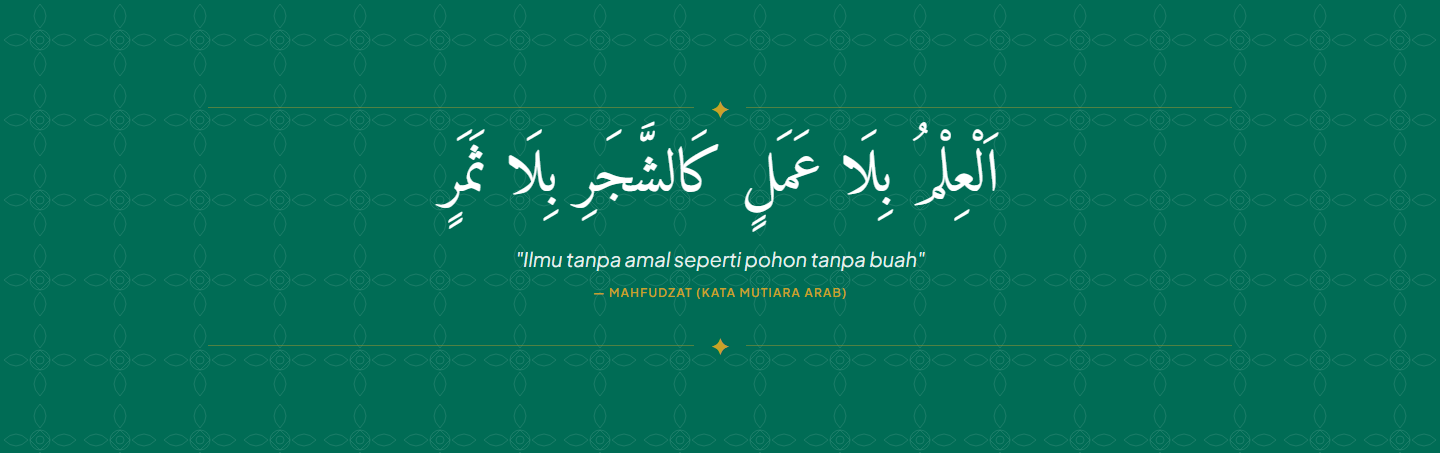 اَلْعِلْمُ بِلَا عَمَلٍ كَالشَّجَرِ بِلَا ثَمَرٍ
"Ilmu tanpa amal seperti pohon tanpa buah"
— MAHFUDZAT (KATA MUTIARA ARAB)